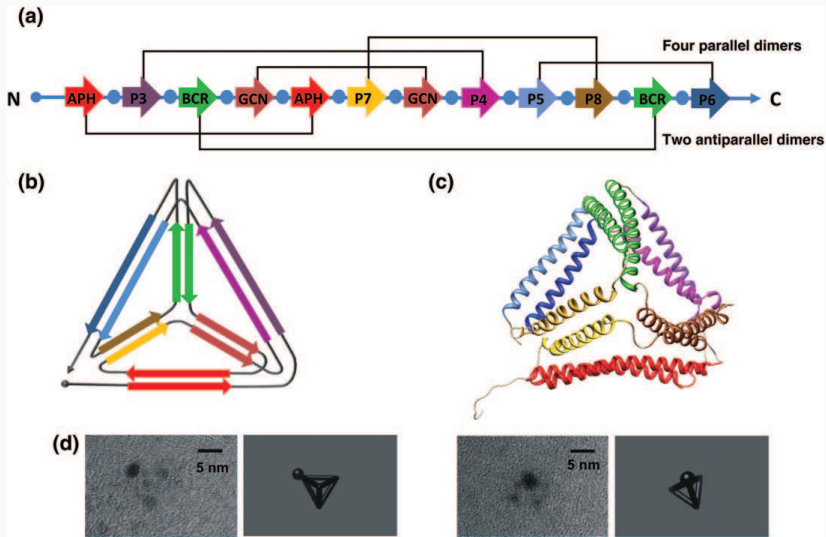 (a)
Four parallel dimers
N APH P3 BCR GCN APH P7 GCN P4 P5 P8 BCR P6 C
Two antiparallel dimers
(b)
(c)
(d)
5 nm
5 nm